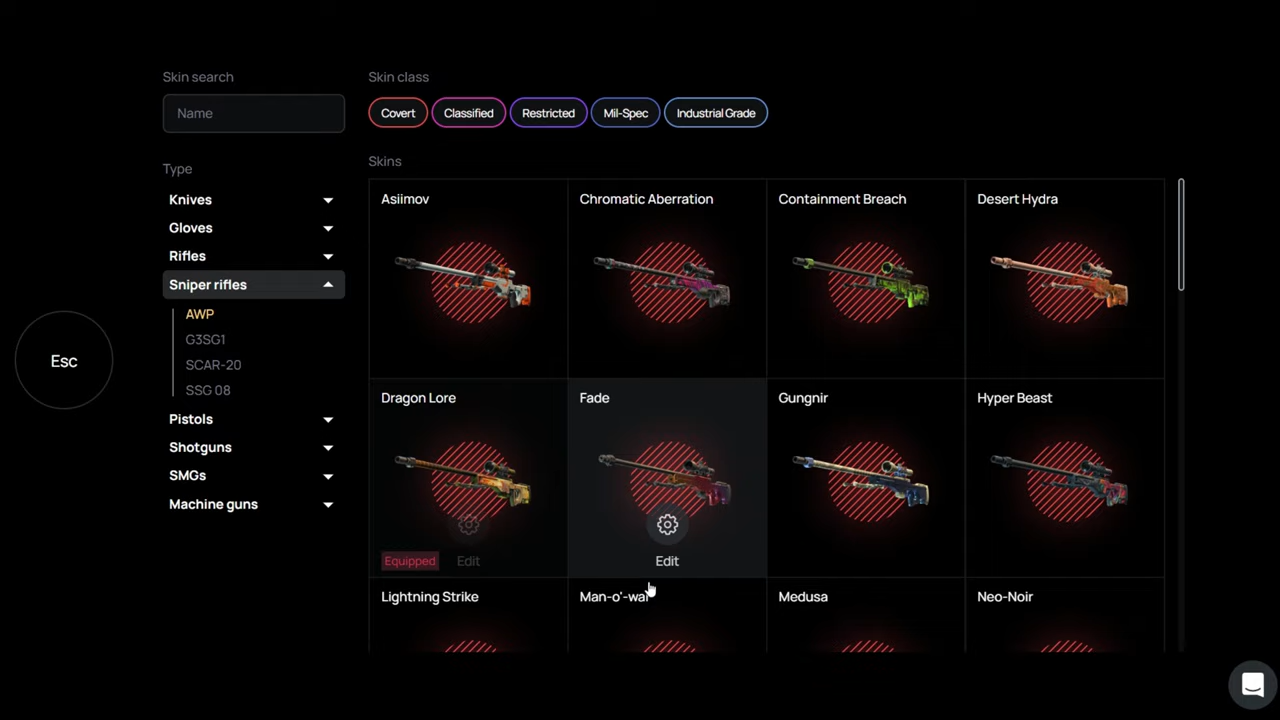 Skin search
Name
Skin class
Covert
Classified
Restricted
Mil-Spec
Industrial Grade
Type
Knives
Gloves
Rifles
Sniper rifles
AWP
G3SG1
SCAR-20
SSG 08
Pistols
Shotguns
SMGs
Machine guns
Esc
Skins
Asiimov
Chromatic Aberration
Containment Breach
Desert Hydra
Dragon Lore
Fade
Gungnir
Hyper Beast
Equipped
Edit
Edit
Lightning Strike
Man-o'-war
Medusa
Neo-Noir